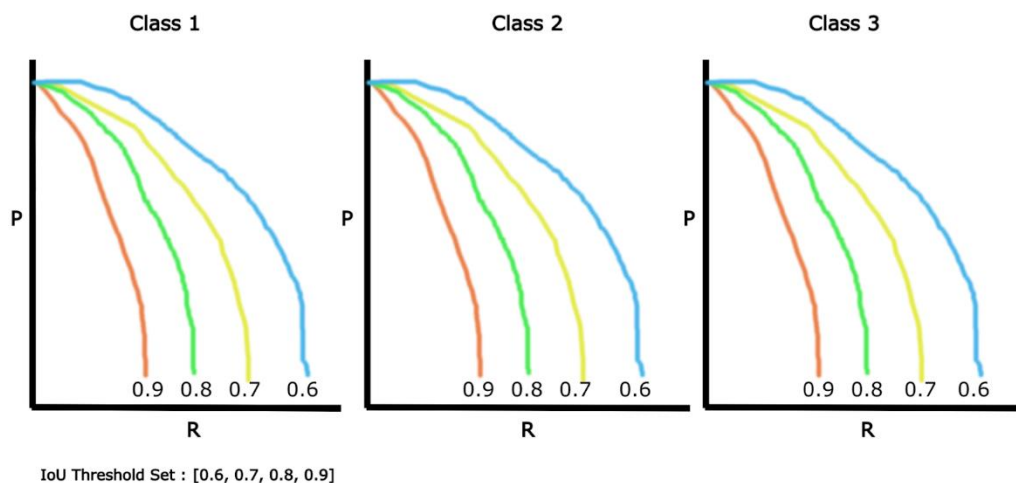 Class 1
Class 2
Class 3
P
P
P
0.9 0.8 0.7 0.6
0.9 0.8 0.7 0.6
0.9 0.8 0.7 0.6
R
R
R
IoU Threshold Set : [0.6, 0.7, 0.8, 0.9]